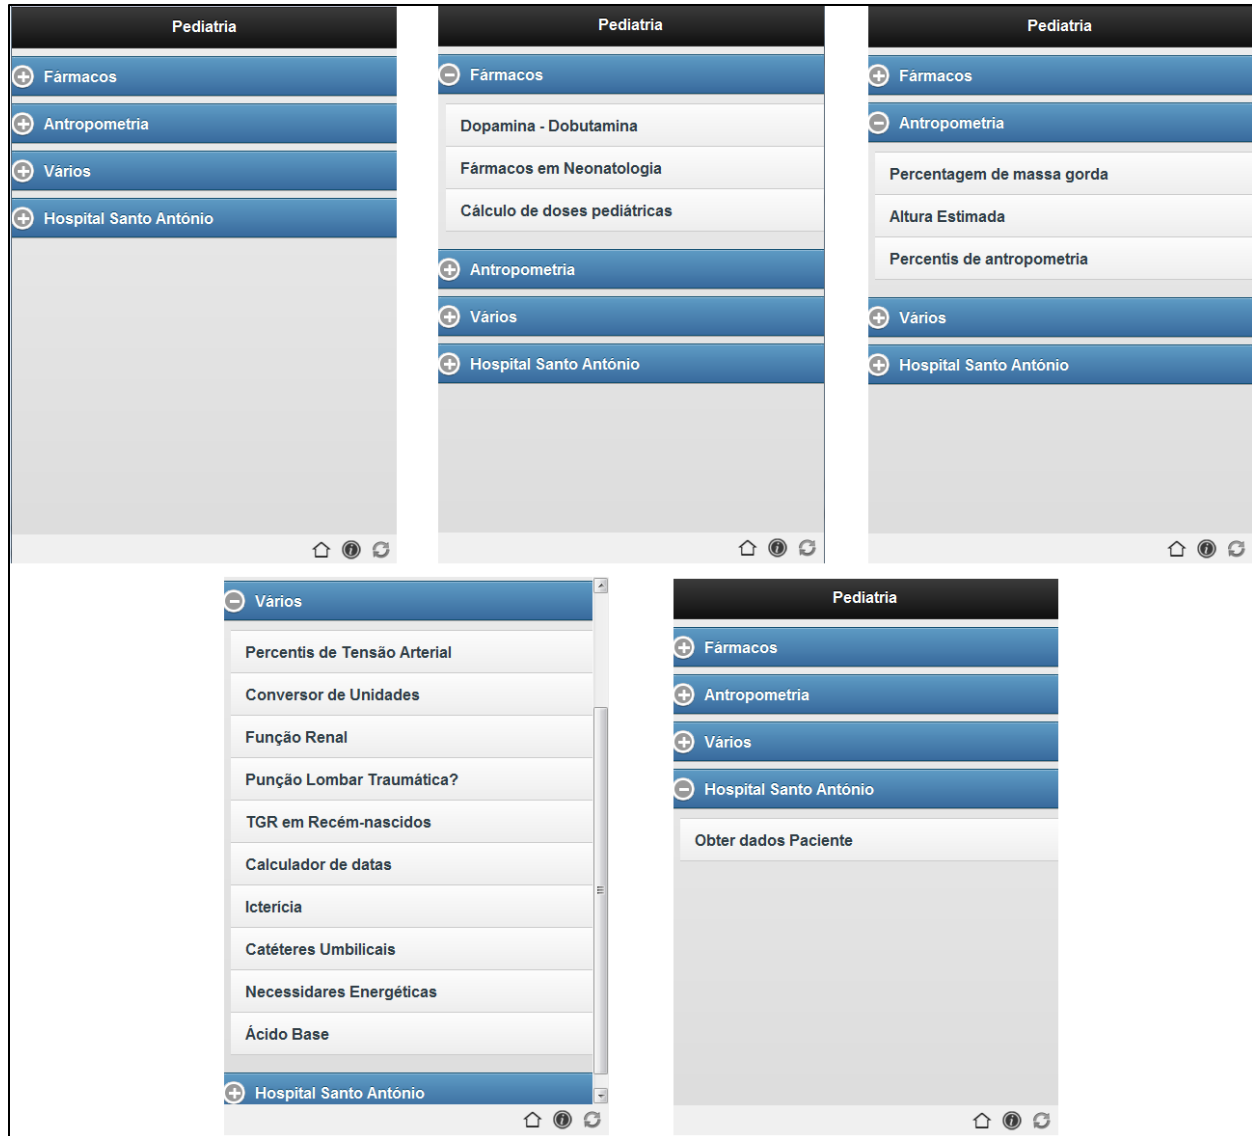 Pediatria
Fármacos
Antropometria
Vários
Hospital Santo António
Pediatria
Fármacos
Dopamina - Dobutamina
Fármacos em Neonatologia
Cálculo de doses pediátricas
Antropometria
Vários
Hospital Santo António
Pediatria
Fármacos
Antropometria
Percentagem de massa gorda
Altura Estimada
Percentis de antropometria
Vários
Hospital Santo António
Vários
Percentis de Tensão Arterial
Conversor de Unidades
Função Renal
Punção Lombar Traumática?
TGR em Recém-nascidos
Calculador de datas
Icterícia
Catéteres Umbilicais
Necessidares Energéticas
Ácido Base
Hospital Santo António
Pediatria
Fármacos
Antropometria
Vários
Hospital Santo António
Obter dados Paciente